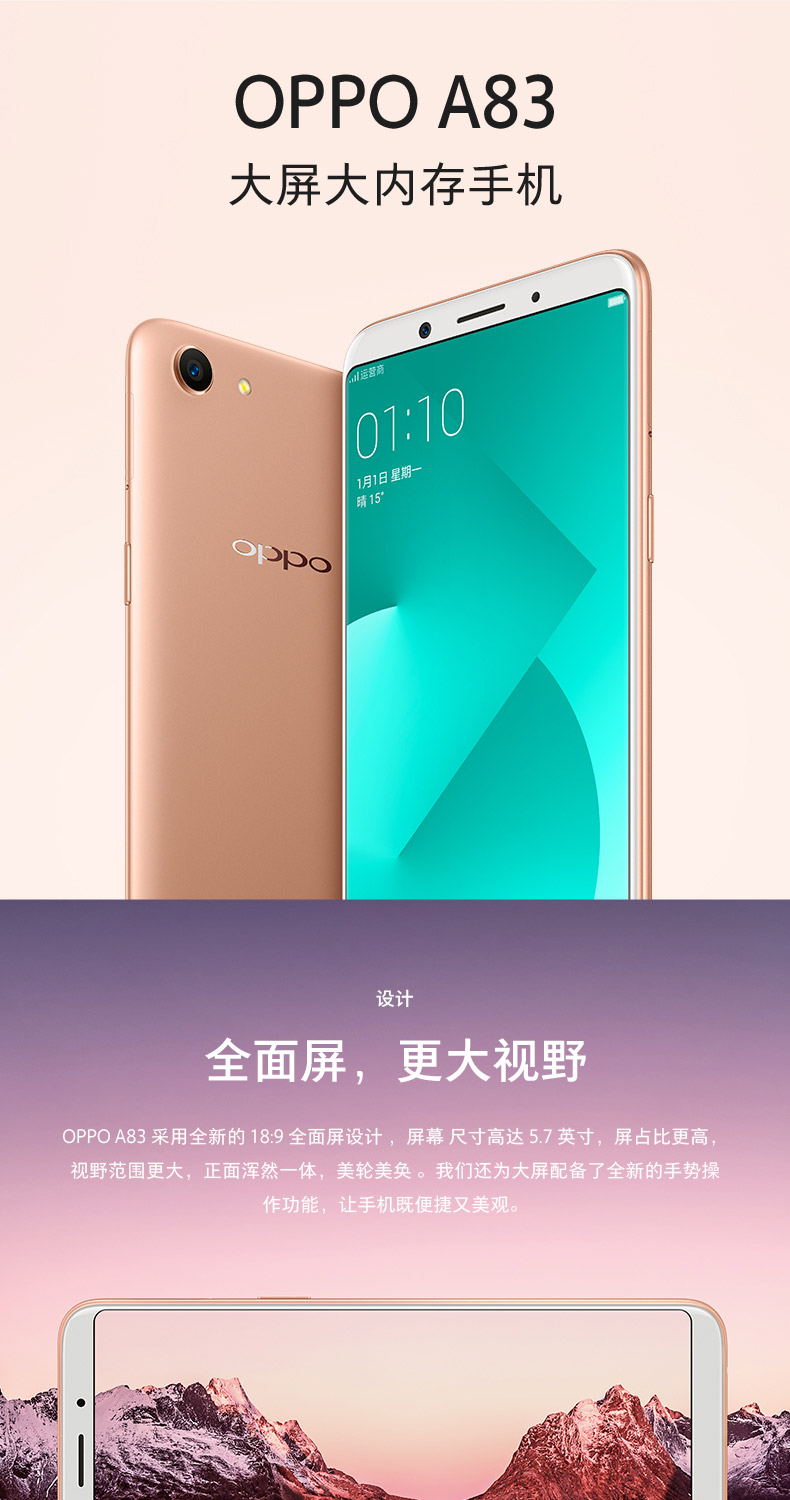 OPPO A83
大屏大内存手机
运营商
01:10
1月1日 星期一
晴 15°
oppo
设计
全面屏，更大视野
OPPO A83 采用全新的 18:9 全面屏设计 ，屏幕 尺寸高达 5.7 英寸，屏占比更高，
视野范围更大，正面浑然一体，美轮美奂 。我们还为大屏配备了全新的手势操
作功能，让手机既便捷又美观。